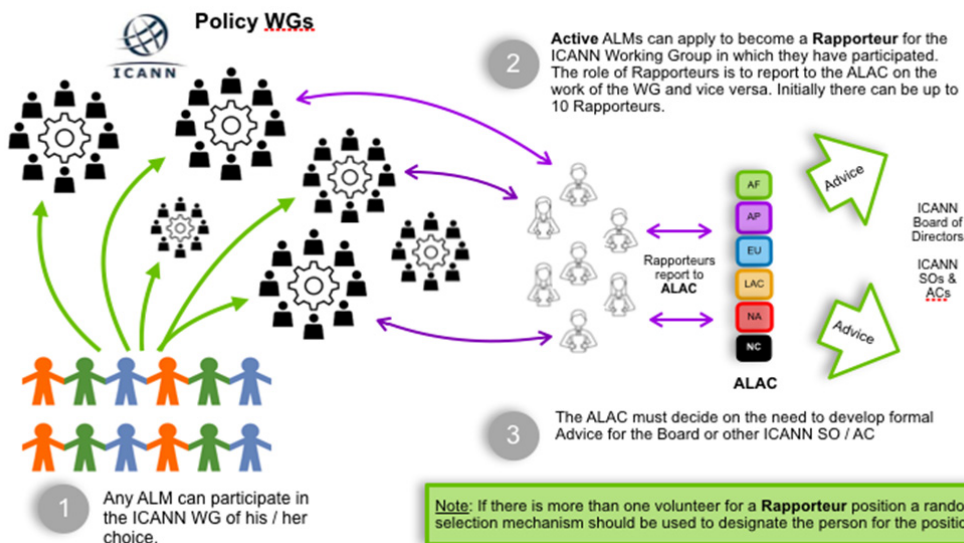 Policy WGs
ICANN
2
Active ALMs can apply to become a Rapporteur for the
ICANN Working Group in which they have participated.
The role of Rapporteurs is to report to the ALAC on the
work of the WG and vice versa. Initially there can be up to
10 Rapporteurs.
AF
AP
EU
LAC
NA
NC
ALAC
Rapporteurs
report to
ALAC
Advice
Advice
ICANN
Board of
Directors
ICANN
SOs &
ACs
3
The ALAC must decide on the need to develop formal
Advice for the Board or other ICANN SO / AC
1
Any ALM can participate in
the ICANN WG of his / her
choice.
Note: If there is more than one volunteer for a Rapporteur position a rando
selection mechanism should be used to designate the person for the positio